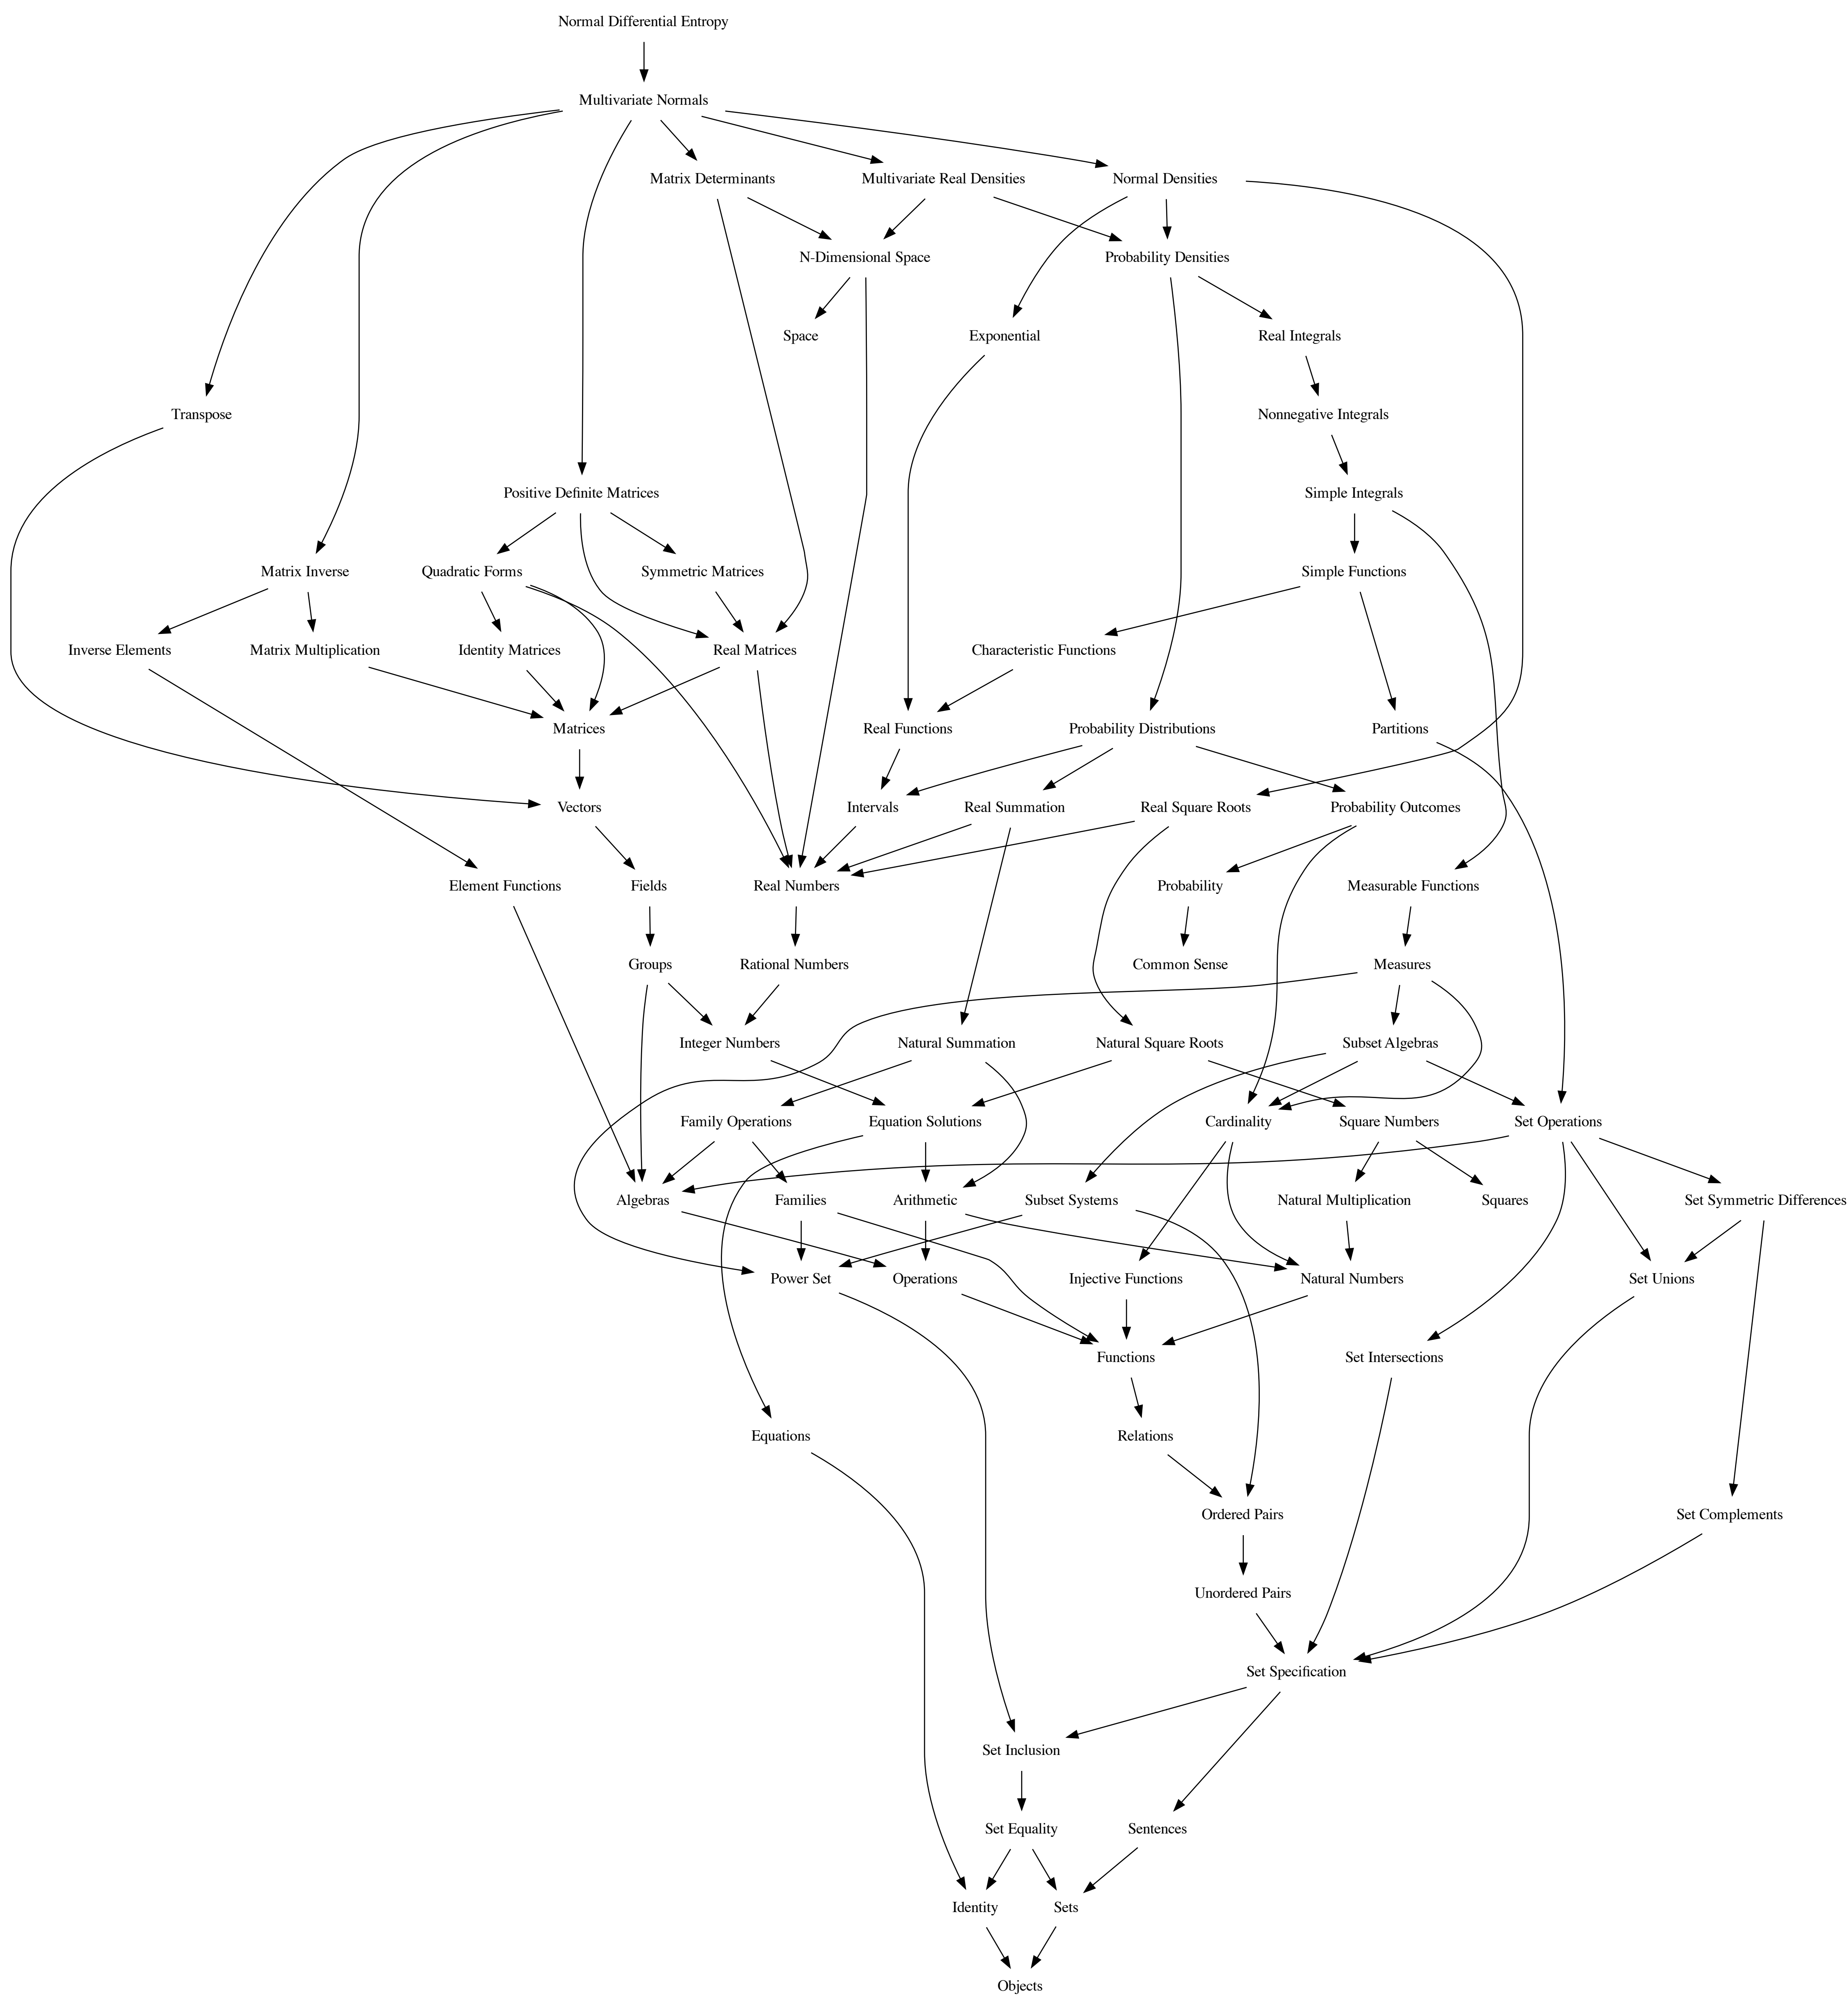 Normal Differential Entropy
Multivariate Normals
Matrix Determinants
Multivariate Real Densities
Normal Densities
N-Dimensional Space
Probability Densities
Space
Exponential
Real Integrals
Transpose
Nonnegative Integrals
Positive Definite Matrices
Simple Integrals
Matrix Inverse
Quadratic Forms
Symmetric Matrices
Simple Functions
Inverse Elements
Matrix Multiplication
Identity Matrices
Real Matrices
Characteristic Functions
Matrices
Real Functions
Probability Distributions
Partitions
Vectors
Intervals
Real Summation
Real Square Roots
Probability Outcomes
Element Functions
Fields
Real Numbers
Probability
Measurable Functions
Groups
Rational Numbers
Common Sense
Measures
Integer Numbers
Natural Summation
Natural Square Roots
Subset Algebras
Family Operations
Equation Solutions
Cardinality
Square Numbers
Set Operations
Algebras
Families
Arithmetic
Subset Systems
Natural Multiplication
Squares
Set Symmetric Differences
Power Set
Operations
Injective Functions
Natural Numbers
Set Unions
Functions
Set Intersections
Equations
Relations
Ordered Pairs
Set Complements
Unordered Pairs
Set Specification
Set Inclusion
Set Equality
Sentences
Identity
Sets
Objects